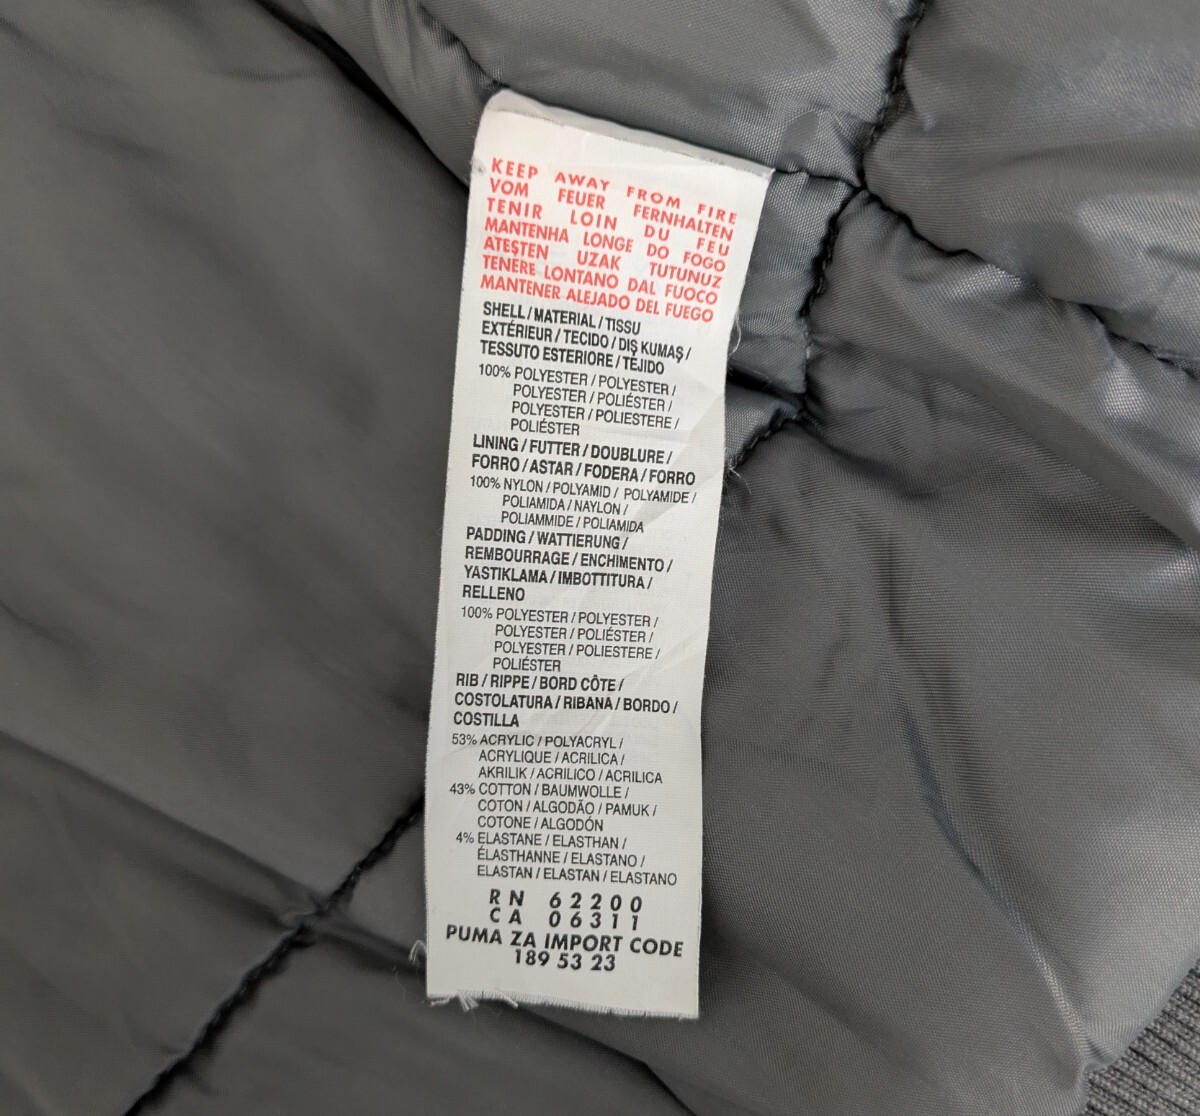 KEEP AWAY FROM FIRE
VOM FEUER FERNHALTEN
TENIR LOIN DU FEU
MANTENHA LONGE DO FOGO
ATEŞTEN UZAK TUTUNUZ
TENERE LONTANO DAL FUOCO
MANTENER ALEJADO DEL FUEGO
SHELL / MATERIAL / TISSU
EXTÉRIEUR / TECIDO / DIŞ KUMAŞ /
TESSUTO ESTERIORE / TEJIDO
100% POLYESTER / POLYESTER /
POLYESTER / POLIÉSTER /
POLYESTER / POLIESTERE /
POLIÉSTER
LINING / FUTTER / DOUBLURE /
FORRO / ASTAR / FODERA / FORRO
100% NYLON / POLYAMID / POLYAMIDE /
POLIAMIDA / NAYLON /
POLIAMMIDE / POLIAMIDA
PADDING / WATTIERUNG /
REMBOURRAGE / ENCHIMENTO /
YASTIKLAMA / IMBOTTITURA /
RELLENO
100% POLYESTER / POLYESTER /
POLYESTER / POLIÉSTER /
POLYESTER / POLIESTERE /
POLIÉSTER
RIB / RIPPE / BORD CÔTE /
COSTOLATURA / RIBANA / BORDO /
COSTILLA
53% ACRYLIC / POLYACRYL /
ACRYLIQUE / ACRILICA /
AKRILIK / ACRILICO / ACRILICA
43% COTTON / BAUMWOLLE /
COTON / ALGODÃO / PAMUK /
COTONE / ALGODÓN
4% ELASTANE / ELASTHAN /
ÉLASTHANNE / ELASTANO /
ELASTAN / ELASTAN / ELASTANO
RN 62200
CA 06311
PUMA ZA IMPORT CODE
189 53 23